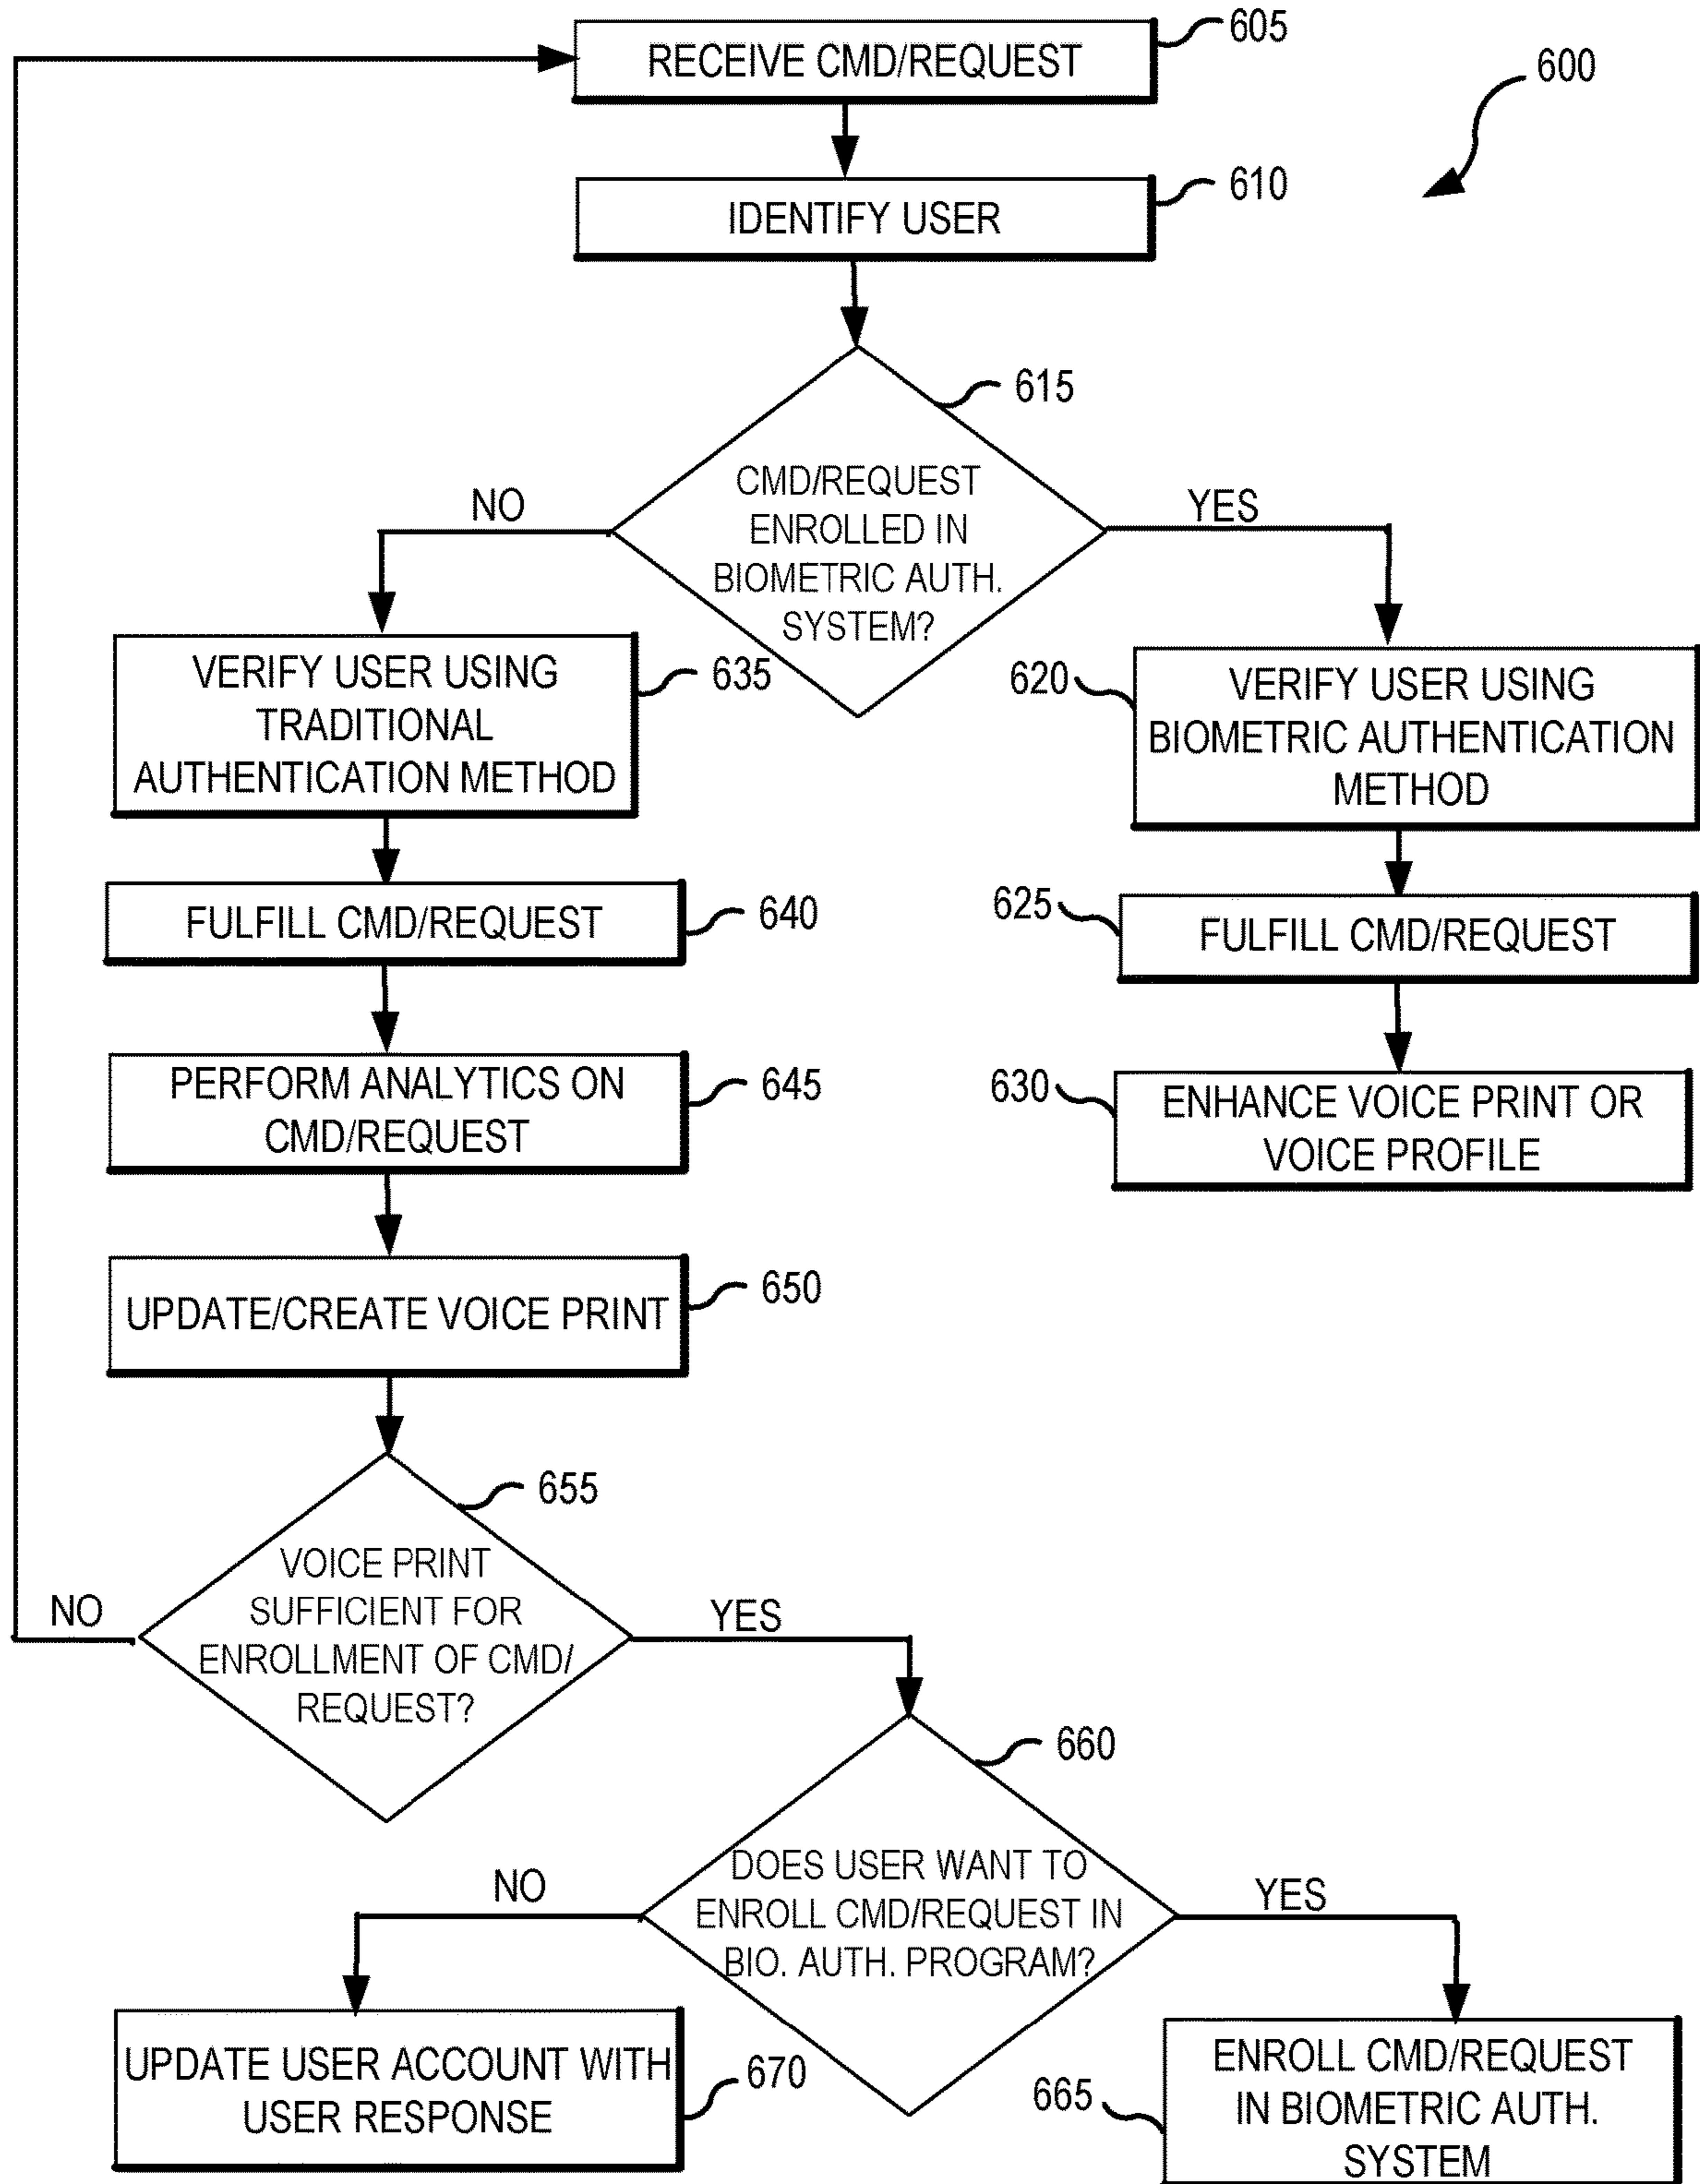 RECEIVE CMD/REQUEST
605
600
IDENTIFY USER
610
615
CMD/REQUEST
ENROLLED IN
BIOMETRIC AUTH.
SYSTEM?
NO
YES
VERIFY USER USING
TRADITIONAL
AUTHENTICATION METHOD
635
620
VERIFY USER USING
BIOMETRIC AUTHENTICATION
METHOD
FULFILL CMD/REQUEST
640
625
FULFILL CMD/REQUEST
PERFORM ANALYTICS ON
CMD/REQUEST
645
630
ENHANCE VOICE PRINT OR
VOICE PROFILE
UPDATE/CREATE VOICE PRINT
650
655
VOICE PRINT
SUFFICIENT FOR
ENROLLMENT OF CMD/
REQUEST?
NO
YES
660
DOES USER WANT TO
ENROLL CMD/REQUEST IN
BIO. AUTH. PROGRAM?
NO
YES
UPDATE USER ACCOUNT WITH
USER RESPONSE
670
665
ENROLL CMD/REQUEST
IN BIOMETRIC AUTH.
SYSTEM